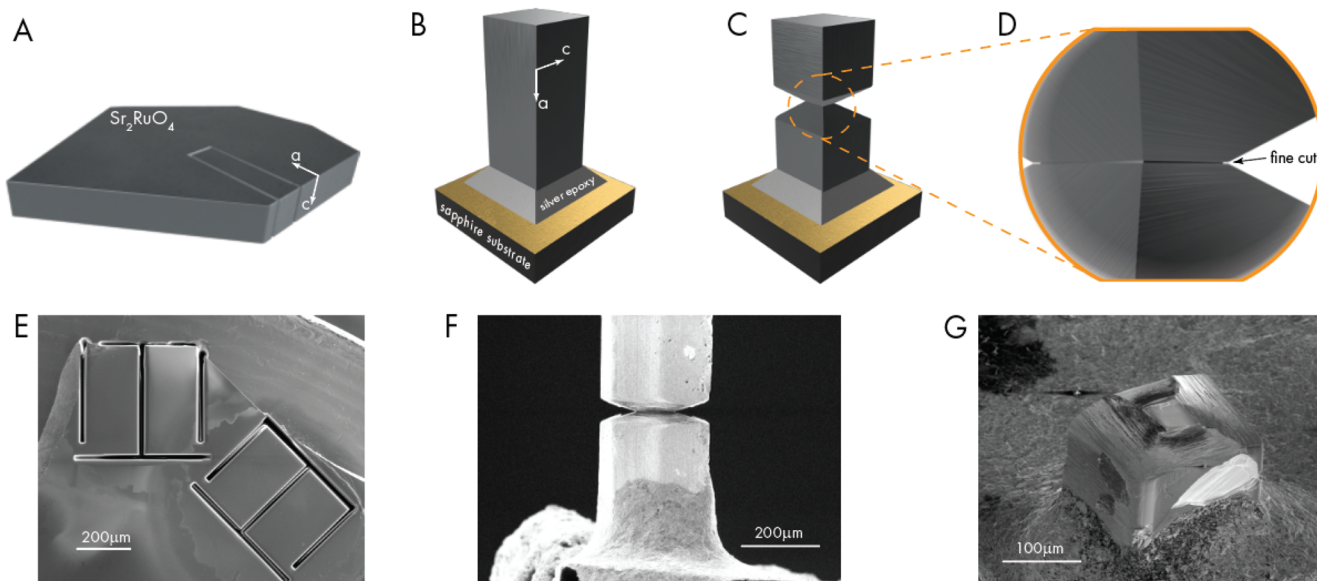 A
Sr2RuO4
a
c
B
c
a
silver epoxy
sapphire substrate
C
D
fine cut
E
200μm
F
200μm
G
100μm